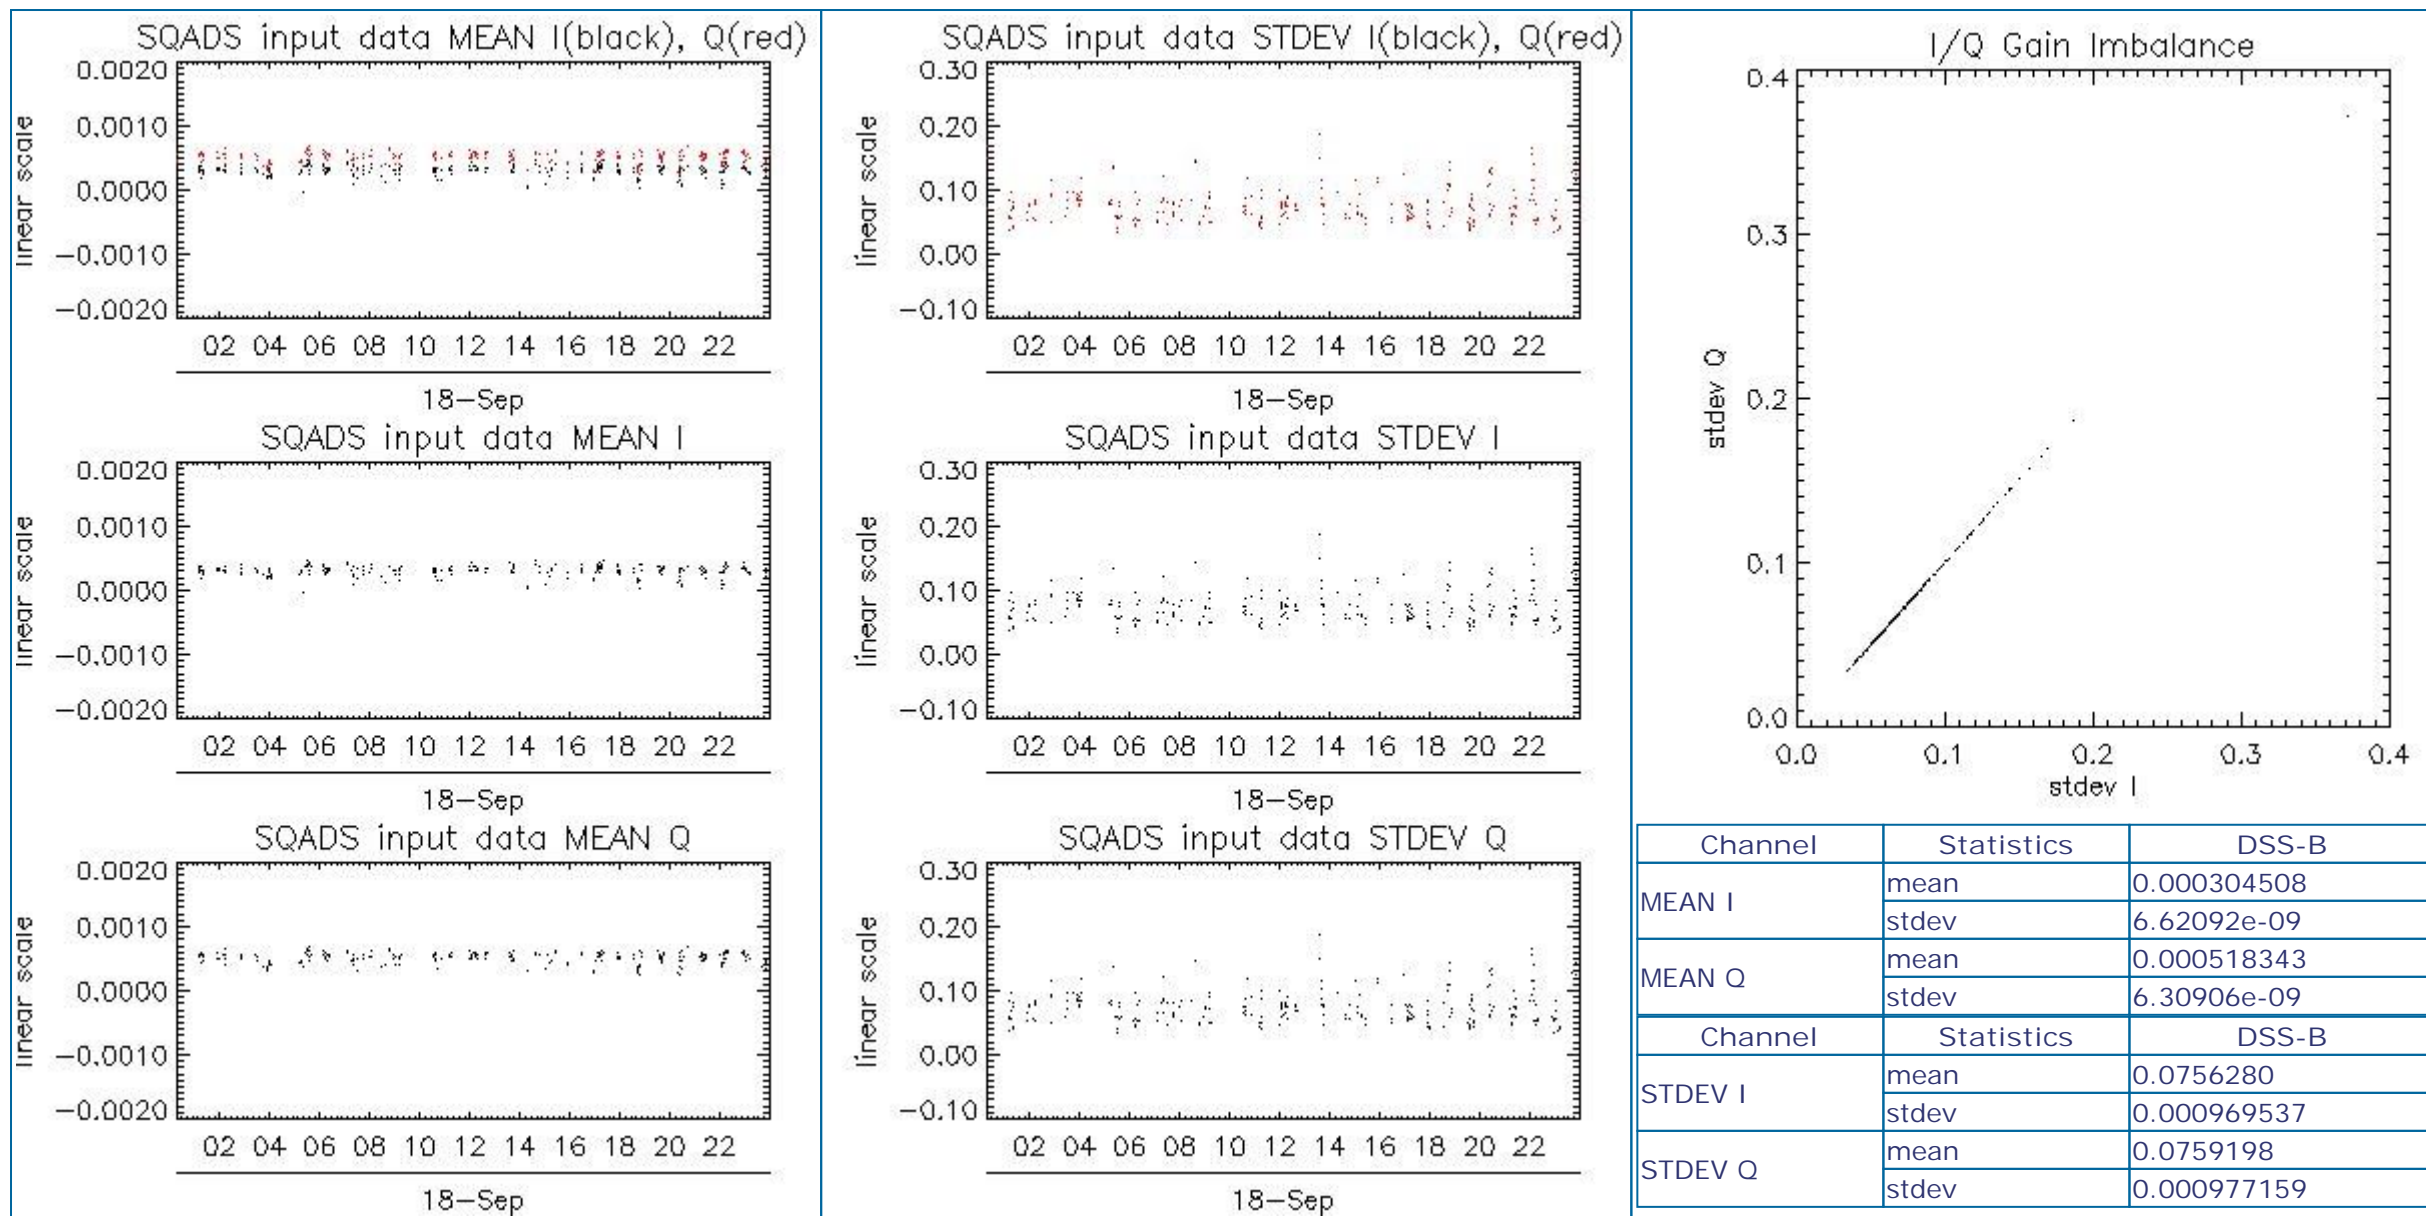 SQADS input data MEAN I(black), Q(red)
0.0020
0.0010
0.0000
−0.0010
−0.0020
linear scale
02 04 06 08 10 12 14 16 18 20 22
18−Sep
SQADS input data MEAN I
0.0020
0.0010
0.0000
−0.0010
−0.0020
linear scale
02 04 06 08 10 12 14 16 18 20 22
18−Sep
SQADS input data MEAN Q
0.0020
0.0010
0.0000
−0.0010
−0.0020
linear scale
02 04 06 08 10 12 14 16 18 20 22
18−Sep
SQADS input data STDEV I(black), Q(red)
0.30
0.20
0.10
0.00
−0.10
linear scale
02 04 06 08 10 12 14 16 18 20 22
18−Sep
SQADS input data STDEV I
0.30
0.20
0.10
0.00
−0.10
linear scale
02 04 06 08 10 12 14 16 18 20 22
18−Sep
SQADS input data STDEV Q
0.30
0.20
0.10
0.00
−0.10
linear scale
02 04 06 08 10 12 14 16 18 20 22
18−Sep
I/Q Gain Imbalance
0.4
0.3
0.2
0.1
0.0
stdev Q
0.0 0.1 0.2 0.3 0.4
stdev I
Channel Statistics DSS-B
MEAN I mean 0.000304508
stdev 6.62092e-09
MEAN Q mean 0.000518343
stdev 6.30906e-09
Channel Statistics DSS-B
STDEV I mean 0.0756280
stdev 0.000969537
STDEV Q mean 0.0759198
stdev 0.000977159